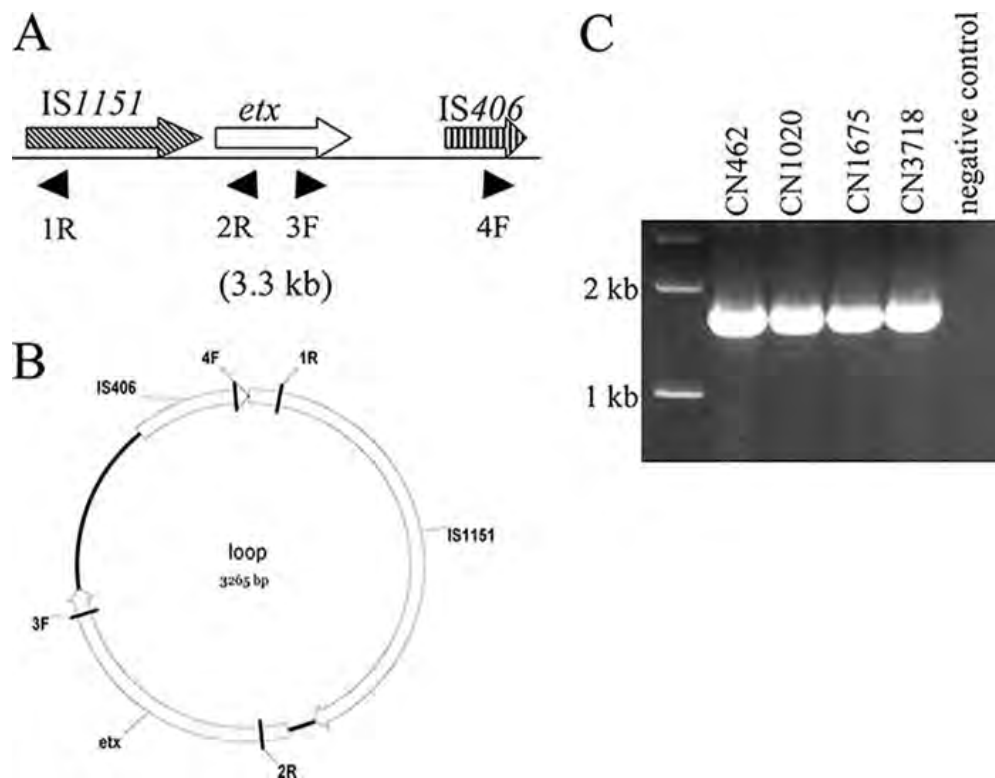 A
IS1151 etx IS406
1R 2R 3F 4F
(3.3 kb)
B
4F 1R
IS406
IS1151
loop
3265 bp
3F
etx
2R
C
CN462
CN1020
CN1675
CN3718
negative control
2 kb
1 kb